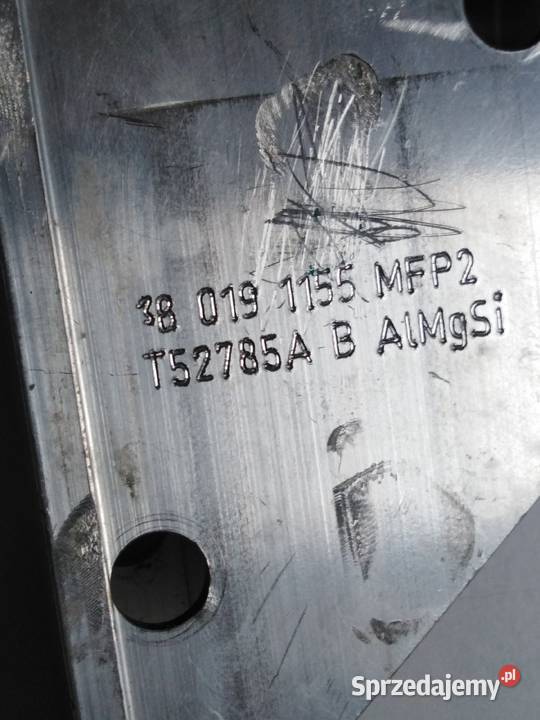 38 019 1155 MFP2
T52785A B AlMgSi
Sprzedajemy.pl